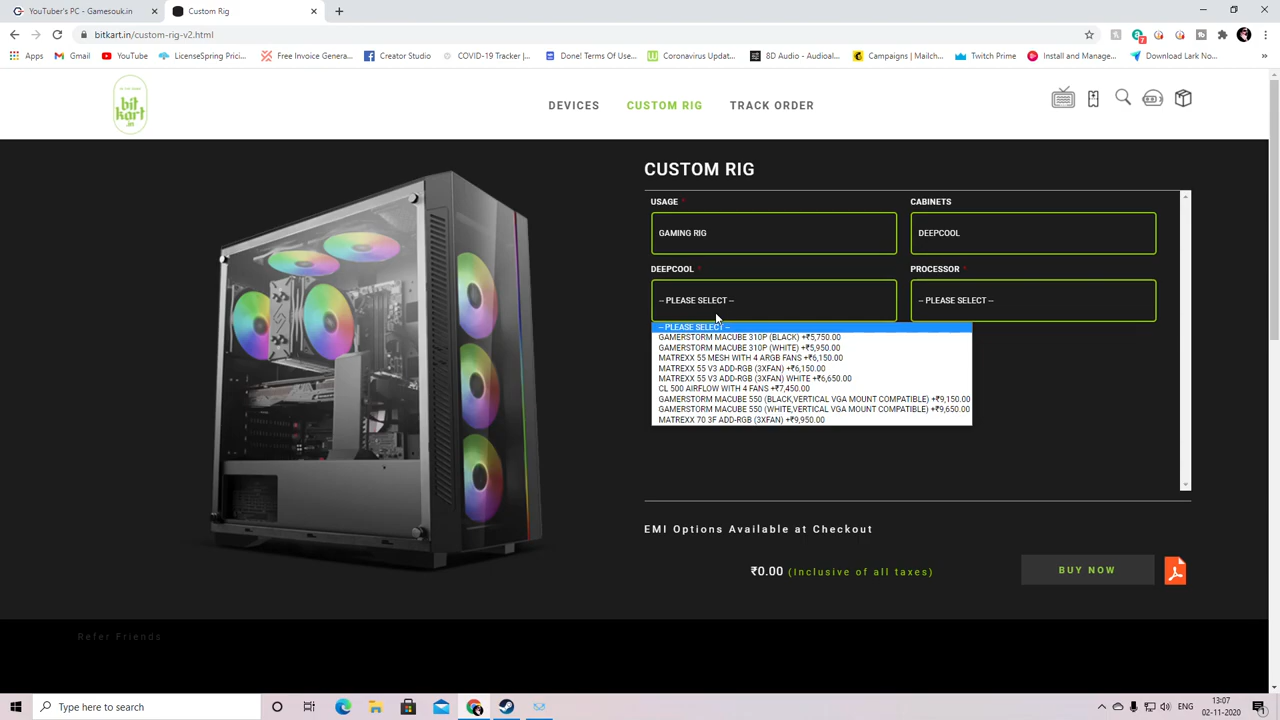 YouTuber's PC - Gamesouk.in
Custom Rig
bitkart.in/custom-rig-v2.html
Apps
Gmail
YouTube
LicenseSpring Pricin...
Free Invoice Genera...
Creator Studio
COVID-19 Tracker |...
Done! Terms Of Use...
Coronavirus Updat...
8D Audio - Audioal...
Campaigns | Mailch...
Twitch Prime
Install and Manage...
Download Lark No...
bit
kart
.in
DEVICES
CUSTOM RIG
TRACK ORDER
CUSTOM RIG
USAGE *
CABINETS
GAMING RIG
DEEPCOOL
DEEPCOOL *
PROCESSOR *
-- PLEASE SELECT --
-- PLEASE SELECT --
-- PLEASE SELECT --
GAMERSTORM MACUBE 310P (BLACK) +₹5,750.00
GAMERSTORM MACUBE 310P (WHITE) +₹5,950.00
MATREXX 55 MESH WITH 4 ARGB FANS +₹6,150.00
MATREXX 55 V3 ADD-RGB (3XFAN) +₹6,150.00
MATREXX 55 V3 ADD-RGB (3XFAN) WHITE +₹6,650.00
CL 500 AIRFLOW WITH 4 FANS +₹7,450.00
GAMERSTORM MACUBE 550 (BLACK,VERTICAL VGA MOUNT COMPATIBLE) +₹9,150.00
GAMERSTORM MACUBE 550 (WHITE,VERTICAL VGA MOUNT COMPATIBLE) +₹9,650.00
MATREXX 70 3F ADD-RGB (3XFAN) +₹9,950.00
EMI Options Available at Checkout
₹0.00 (Inclusive of all taxes)
BUY NOW
Refer Friends
Type here to search
ENG
13:07
02-11-2020